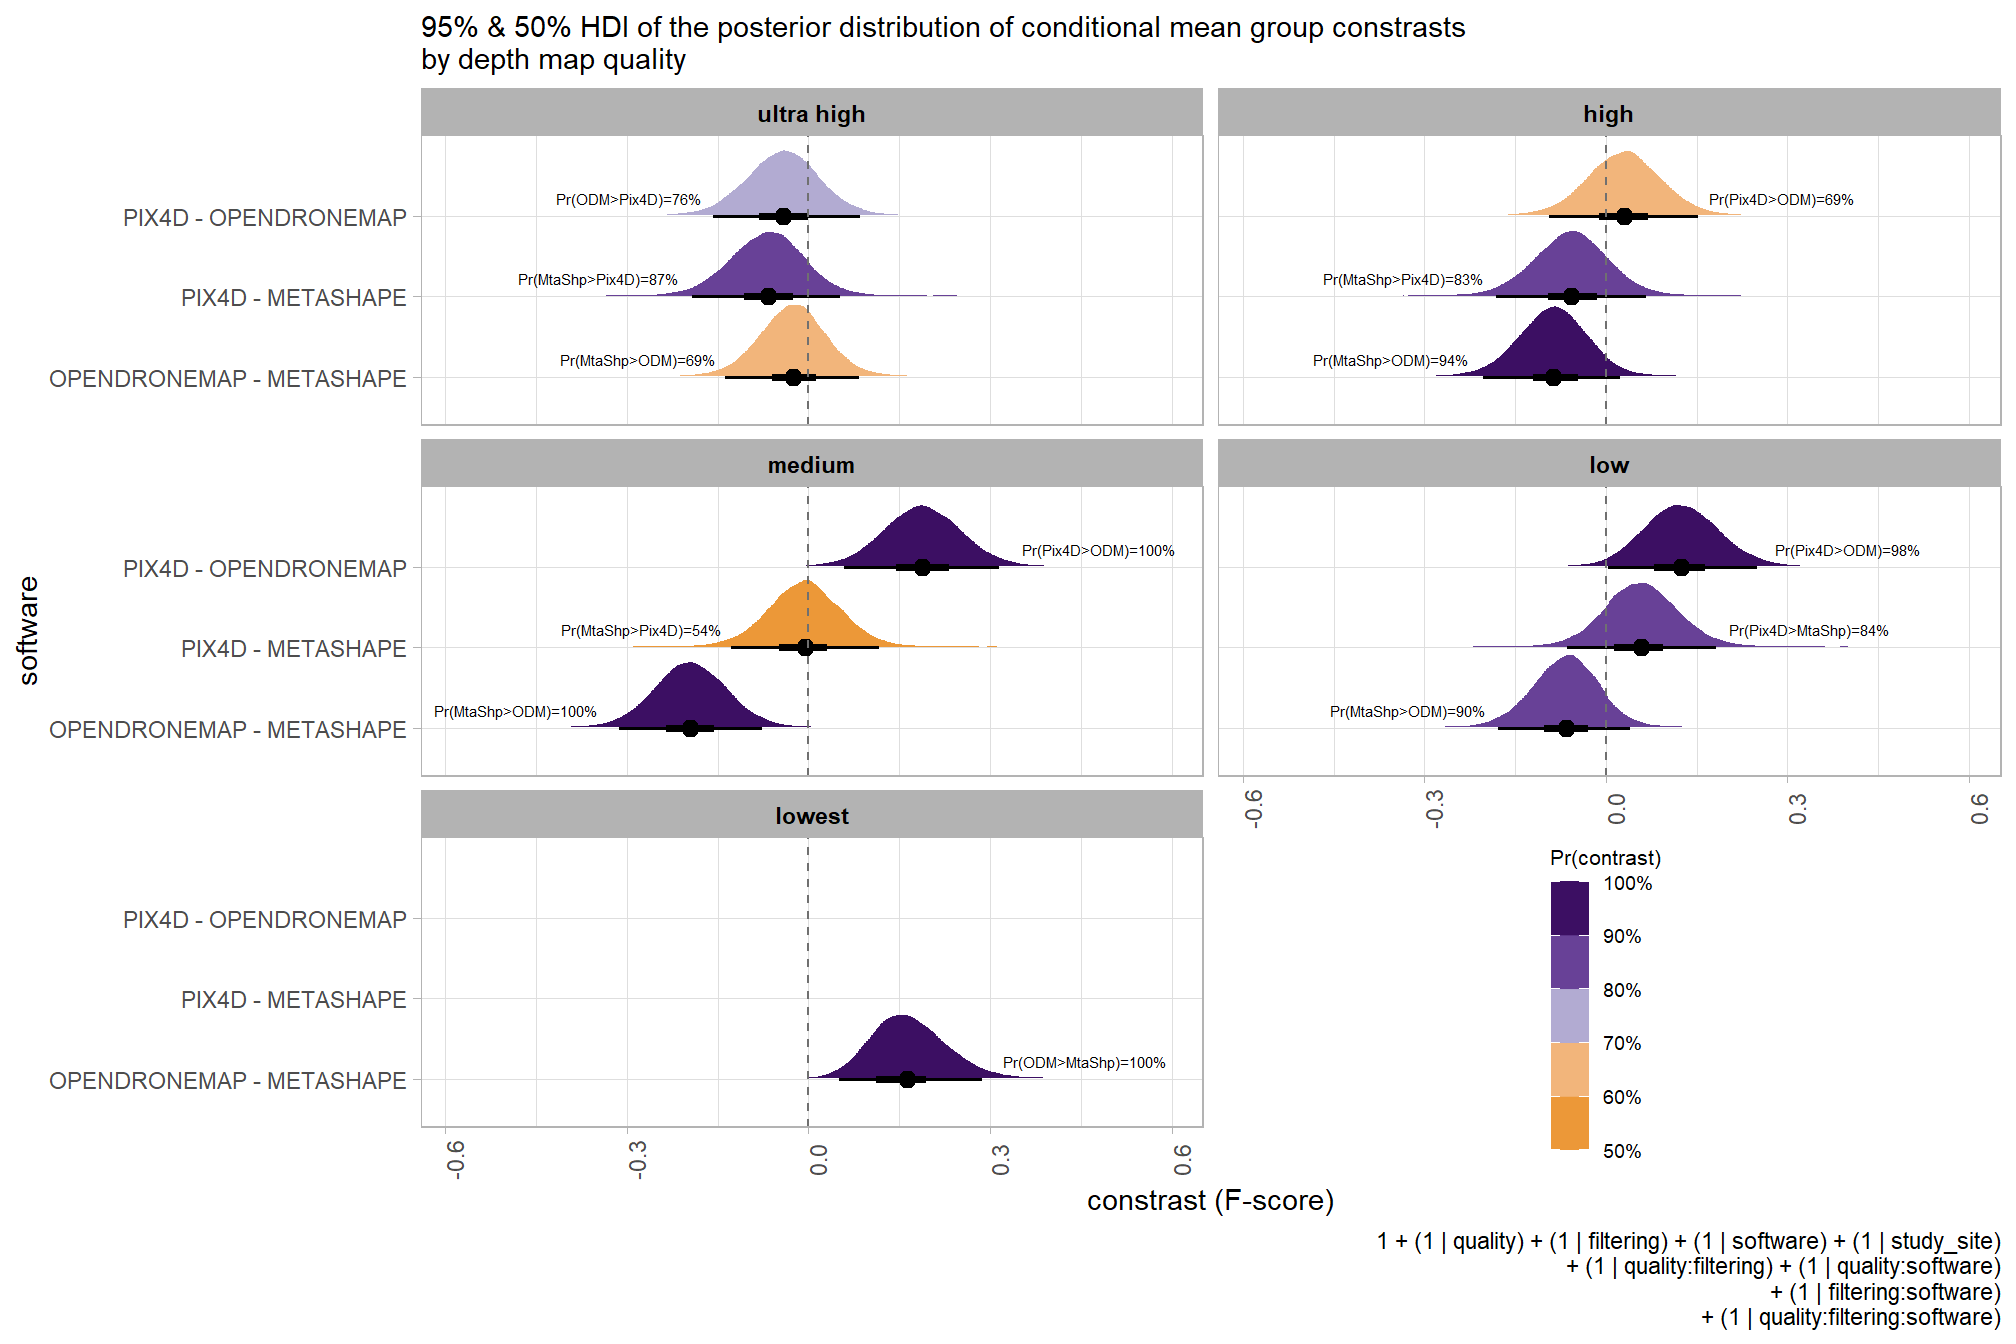 95% & 50% HDI of the posterior distribution of conditional mean group constrasts
by depth map quality
ultra high
high
PIX4D - OPENDRONEMAP
PIX4D - METASHAPE
OPENDRONEMAP - METASHAPE
Pr(ODM>Pix4D)=76%
Pr(MtaShp>Pix4D)=87%
Pr(MtaShp>ODM)=69%
Pr(Pix4D>ODM)=69%
Pr(MtaShp>Pix4D)=83%
Pr(MtaShp>ODM)=94%
medium
low
software
PIX4D - OPENDRONEMAP
PIX4D - METASHAPE
OPENDRONEMAP - METASHAPE
Pr(Pix4D>ODM)=100%
Pr(MtaShp>Pix4D)=54%
Pr(MtaShp>ODM)=100%
Pr(Pix4D>ODM)=98%
Pr(Pix4D>MtaShp)=84%
Pr(MtaShp>ODM)=90%
-0.6
-0.3
0.0
0.3
0.6
lowest
PIX4D - OPENDRONEMAP
PIX4D - METASHAPE
OPENDRONEMAP - METASHAPE
Pr(ODM>MtaShp)=100%
-0.6
-0.3
0.0
0.3
0.6
Pr(contrast)
100%
90%
80%
70%
60%
50%
constrast (F-score)
1 + (1 | quality) + (1 | filtering) + (1 | software) + (1 | study_site)
+ (1 | quality:filtering) + (1 | quality:software)
+ (1 | filtering:software)
+ (1 | quality:filtering:software)